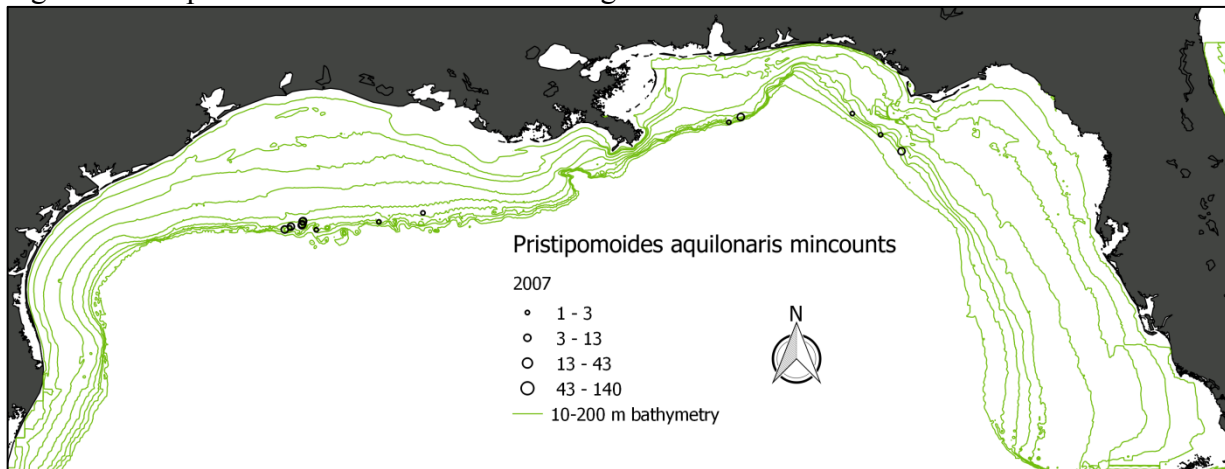 Pristipomoides aquilonaris mincounts
2007
1 - 3
3 - 13
13 - 43
43 - 140
10-200 m bathymetry
N